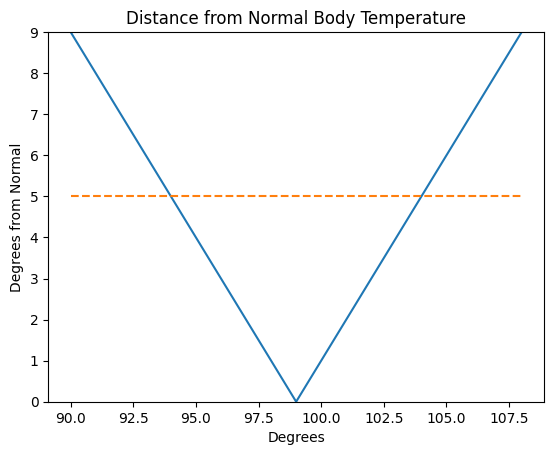 Distance from Normal Body Temperature
9
8
7
6
5
4
3
2
1
0
Degrees from Normal
90.0 92.5 95.0 97.5 100.0 102.5 105.0 107.5
Degrees